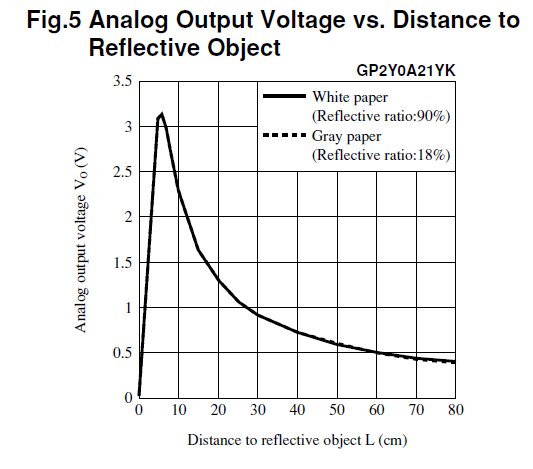 Fig.5 Analog Output Voltage vs. Distance to
Reflective Object
GP2Y0A21YK
White paper
(Reflective ratio:90%)
Gray paper
(Reflective ratio:18%)
Analog output voltage VO (V)
3.5
3
2.5
2
1.5
1
0.5
0
0 10 20 30 40 50 60 70 80
Distance to reflective object L (cm)